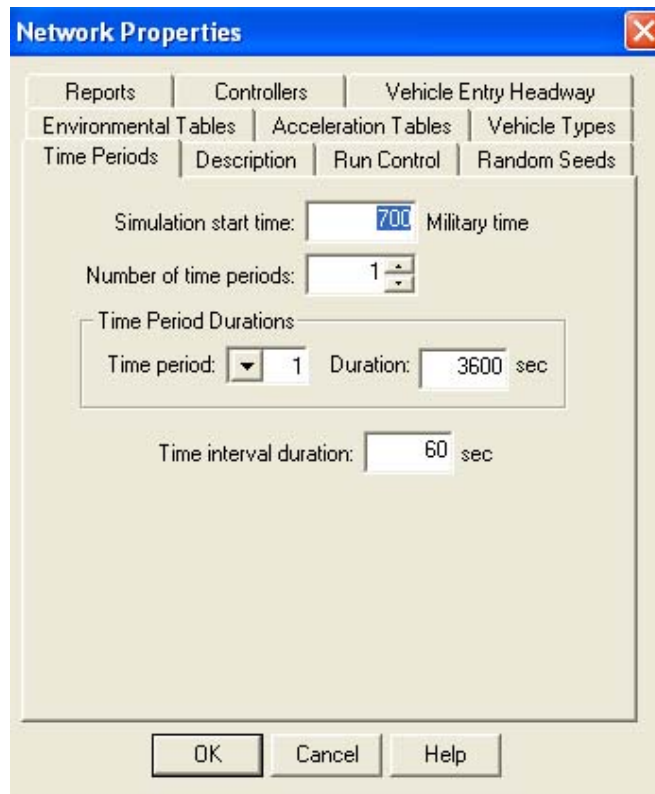 Network Properties
Reports Controllers Vehicle Entry Headway
Environmental Tables Acceleration Tables Vehicle Types
Time Periods Description Run Control Random Seeds
Simulation start time: 700 Military time
Number of time periods: 1
Time Period Durations
Time period: 1 Duration: 3600 sec
Time interval duration: 60 sec
OK Cancel Help